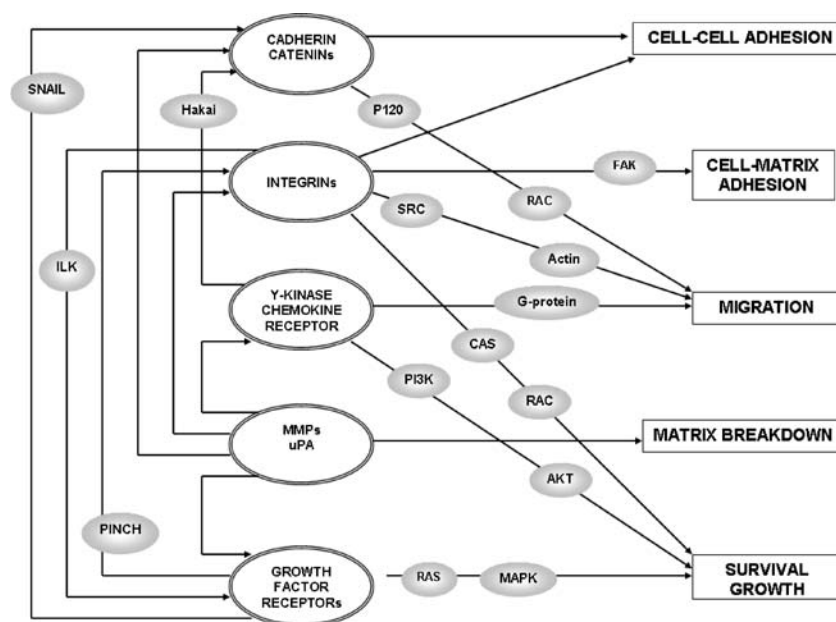 CADHERIN
CATENINs
CELL-CELL ADHESION
SNAIL
Hakai
P120
INTEGRINs
FAK
CELL-MATRIX
ADHESION
SRC
RAC
ILK
Actin
Y-KINASE
CHEMOKINE
RECEPTOR
G-protein
MIGRATION
CAS
PI3K
RAC
MMPs
uPA
MATRIX BREAKDOWN
AKT
PINCH
GROWTH
FACTOR
RECEPTORs
RAS
MAPK
SURVIVAL
GROWTH